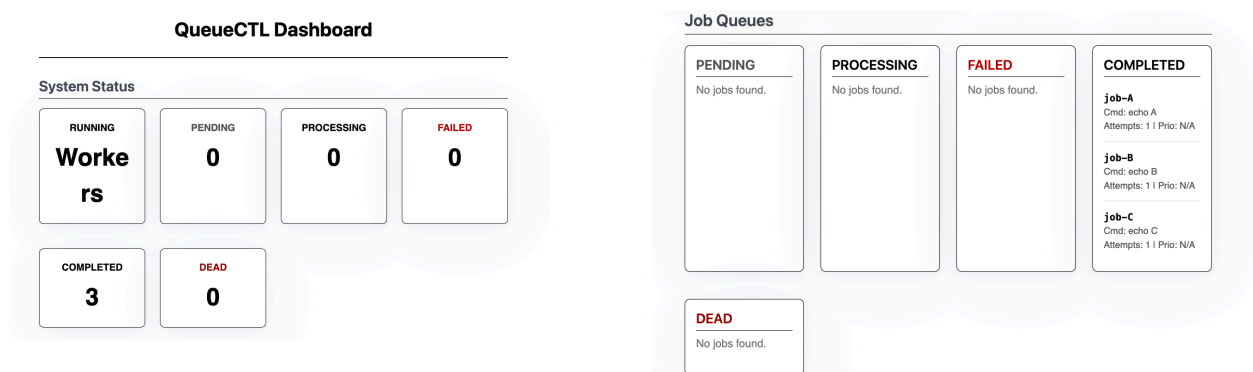 QueueCTL Dashboard
System Status
RUNNING
Worke
rs
PENDING
0
PROCESSING
0
FAILED
0
COMPLETED
3
DEAD
0
Job Queues
PENDING
No jobs found.
PROCESSING
No jobs found.
FAILED
No jobs found.
COMPLETED
job-A
Cmd: echo A
Attempts: 1 | Prio: N/A
job-B
Cmd: echo B
Attempts: 1 | Prio: N/A
job-C
Cmd: echo C
Attempts: 1 | Prio: N/A
DEAD
No jobs found.